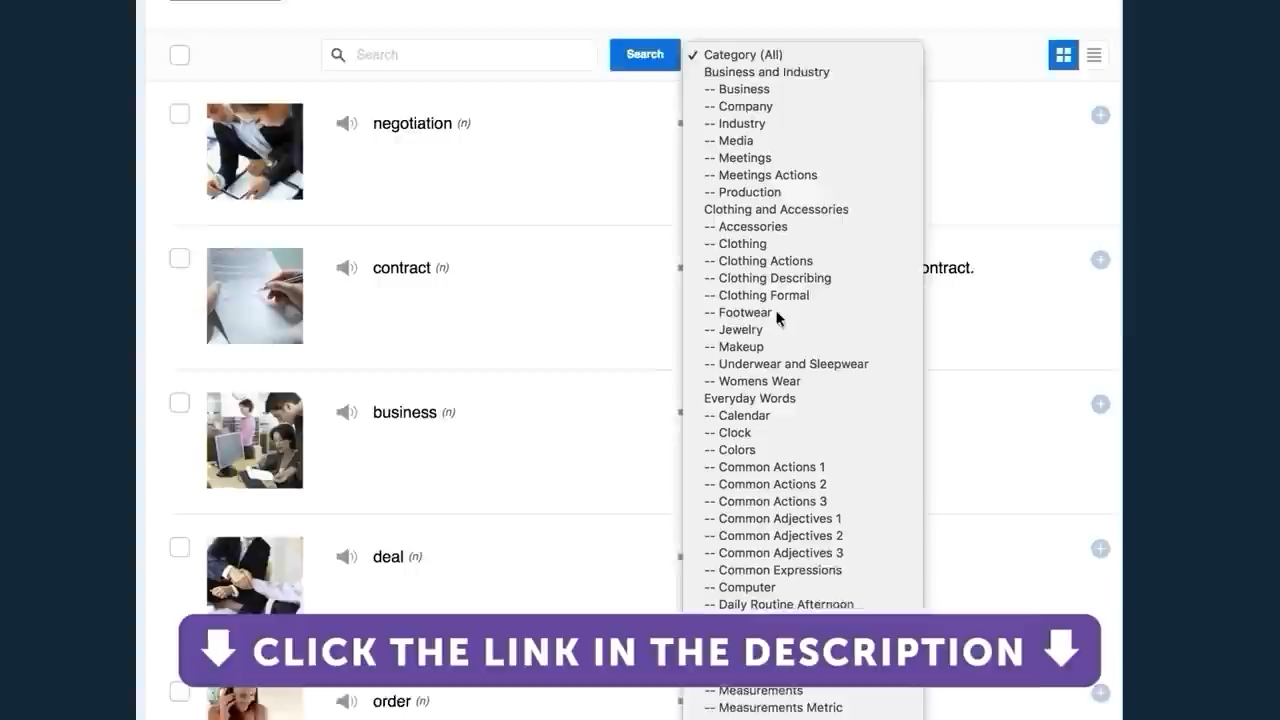 Search
Search
Category (All)
Business and Industry
-- Business
-- Company
-- Industry
-- Media
-- Meetings
-- Meetings Actions
-- Production
Clothing and Accessories
-- Accessories
-- Clothing
-- Clothing Actions
-- Clothing Describing
-- Clothing Formal
-- Footwear
-- Jewelry
-- Makeup
-- Underwear and Sleepwear
-- Womens Wear
Everyday Words
-- Calendar
-- Clock
-- Colors
-- Common Actions 1
-- Common Actions 2
-- Common Actions 3
-- Common Adjectives 1
-- Common Adjectives 2
-- Common Adjectives 3
-- Common Expressions
-- Computer
-- Daily Routine Afternoon
-- Measurements
-- Measurements Metric
negotiation (n)
contract (n)
ontract.
business (n)
deal (n)
CLICK THE LINK IN THE DESCRIPTION
order (n)